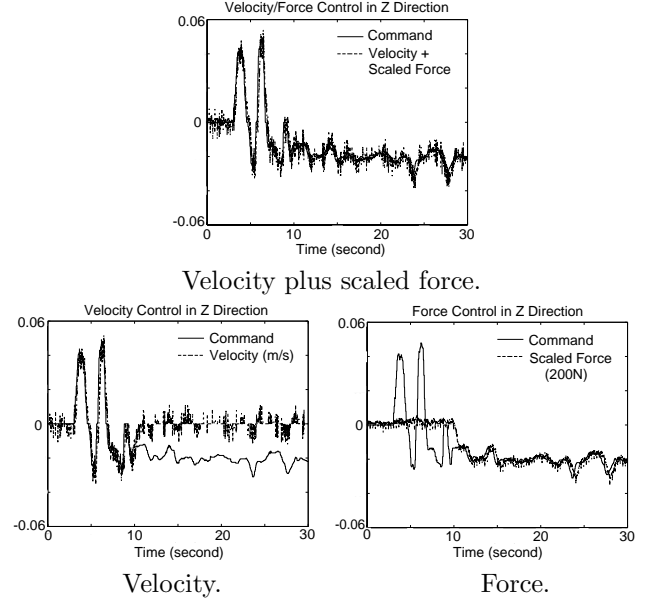 Velocity/Force Control in Z Direction
0.06
Command
Velocity +
Scaled Force
0
-0.06
0 10 20 30
Time (second)
Velocity plus scaled force.
Velocity Control in Z Direction
0.06
Command
Velocity (m/s)
0
-0.06
0 10 20 30
Time (second)
Velocity.
Force Control in Z Direction
0.06
Command
Scaled Force
(200N)
0
-0.06
0 10 20 30
Time (second)
Force.